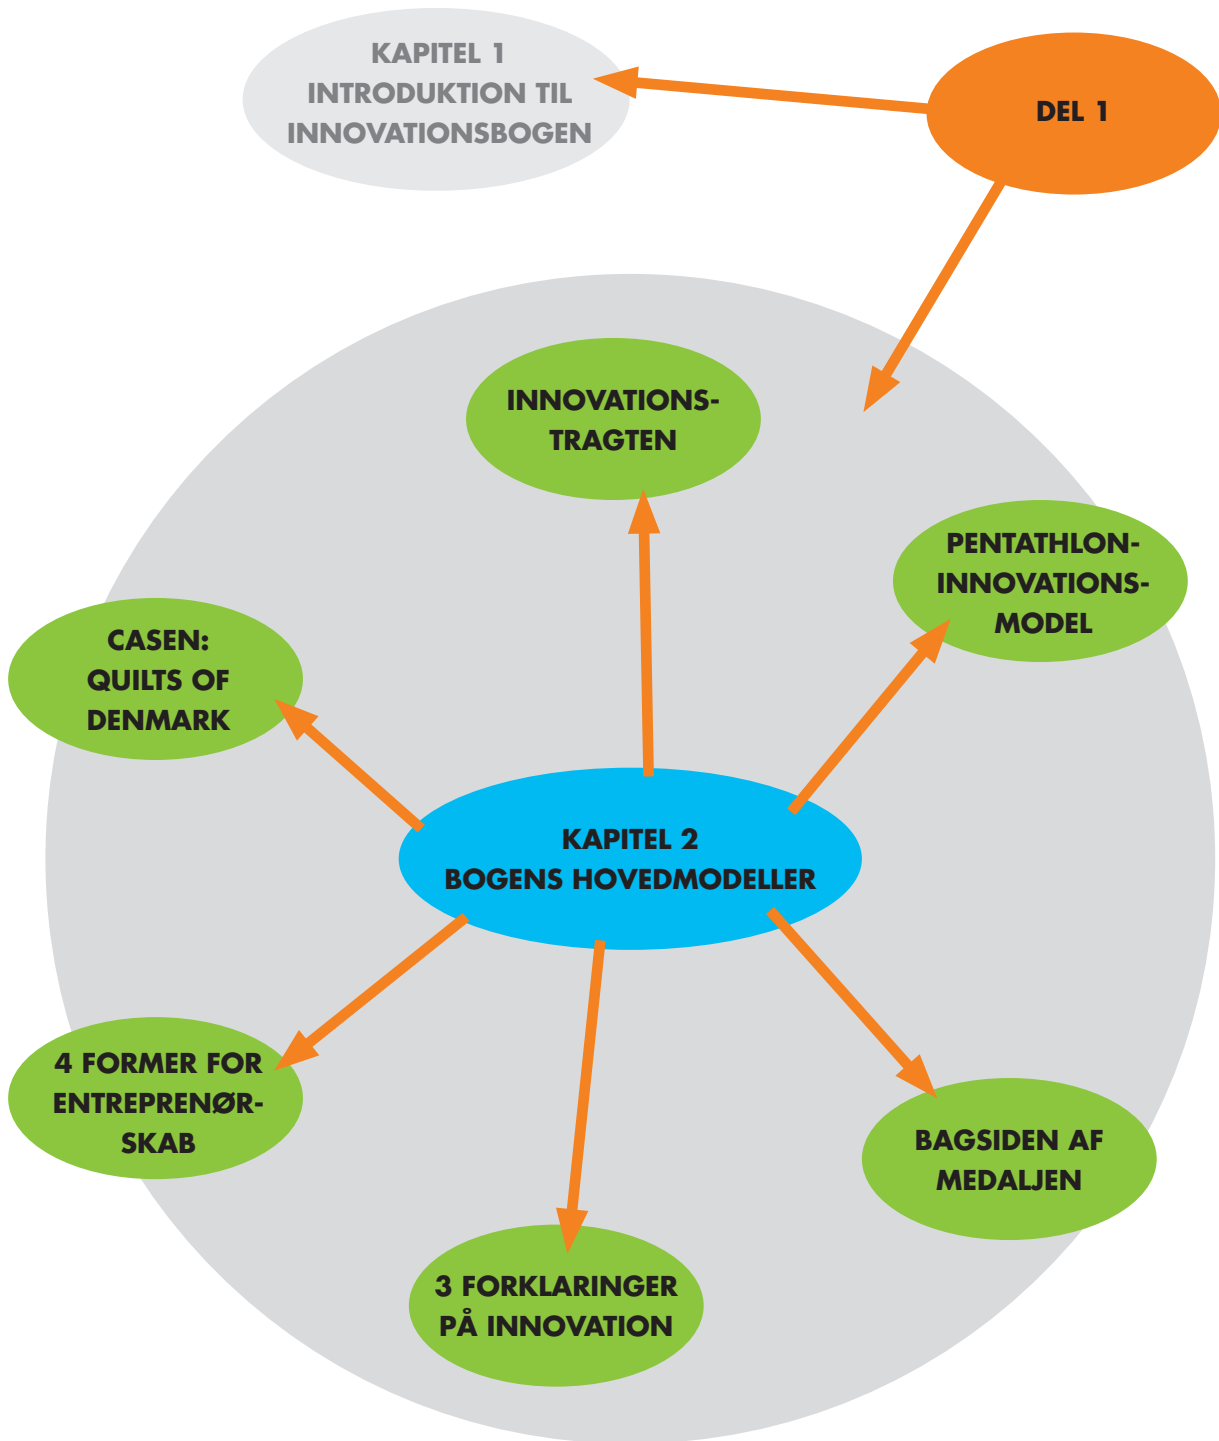 KAPITEL 1
INTRODUKTION TIL
INNOVATIONSBOGEN
DEL 1
INNOVATIONS-
TRAGTEN
PENTATHLON-
INNOVATIONS-
MODEL
CASEN:
QUILTS OF
DENMARK
KAPITEL 2
BOGENS HOVEDMODELLER
4 FORMER FOR
ENTREPRENØR-
SKAB
BAGSIDEN AF
MEDALJEN
3 FORKLARINGER
PÅ INNOVATION